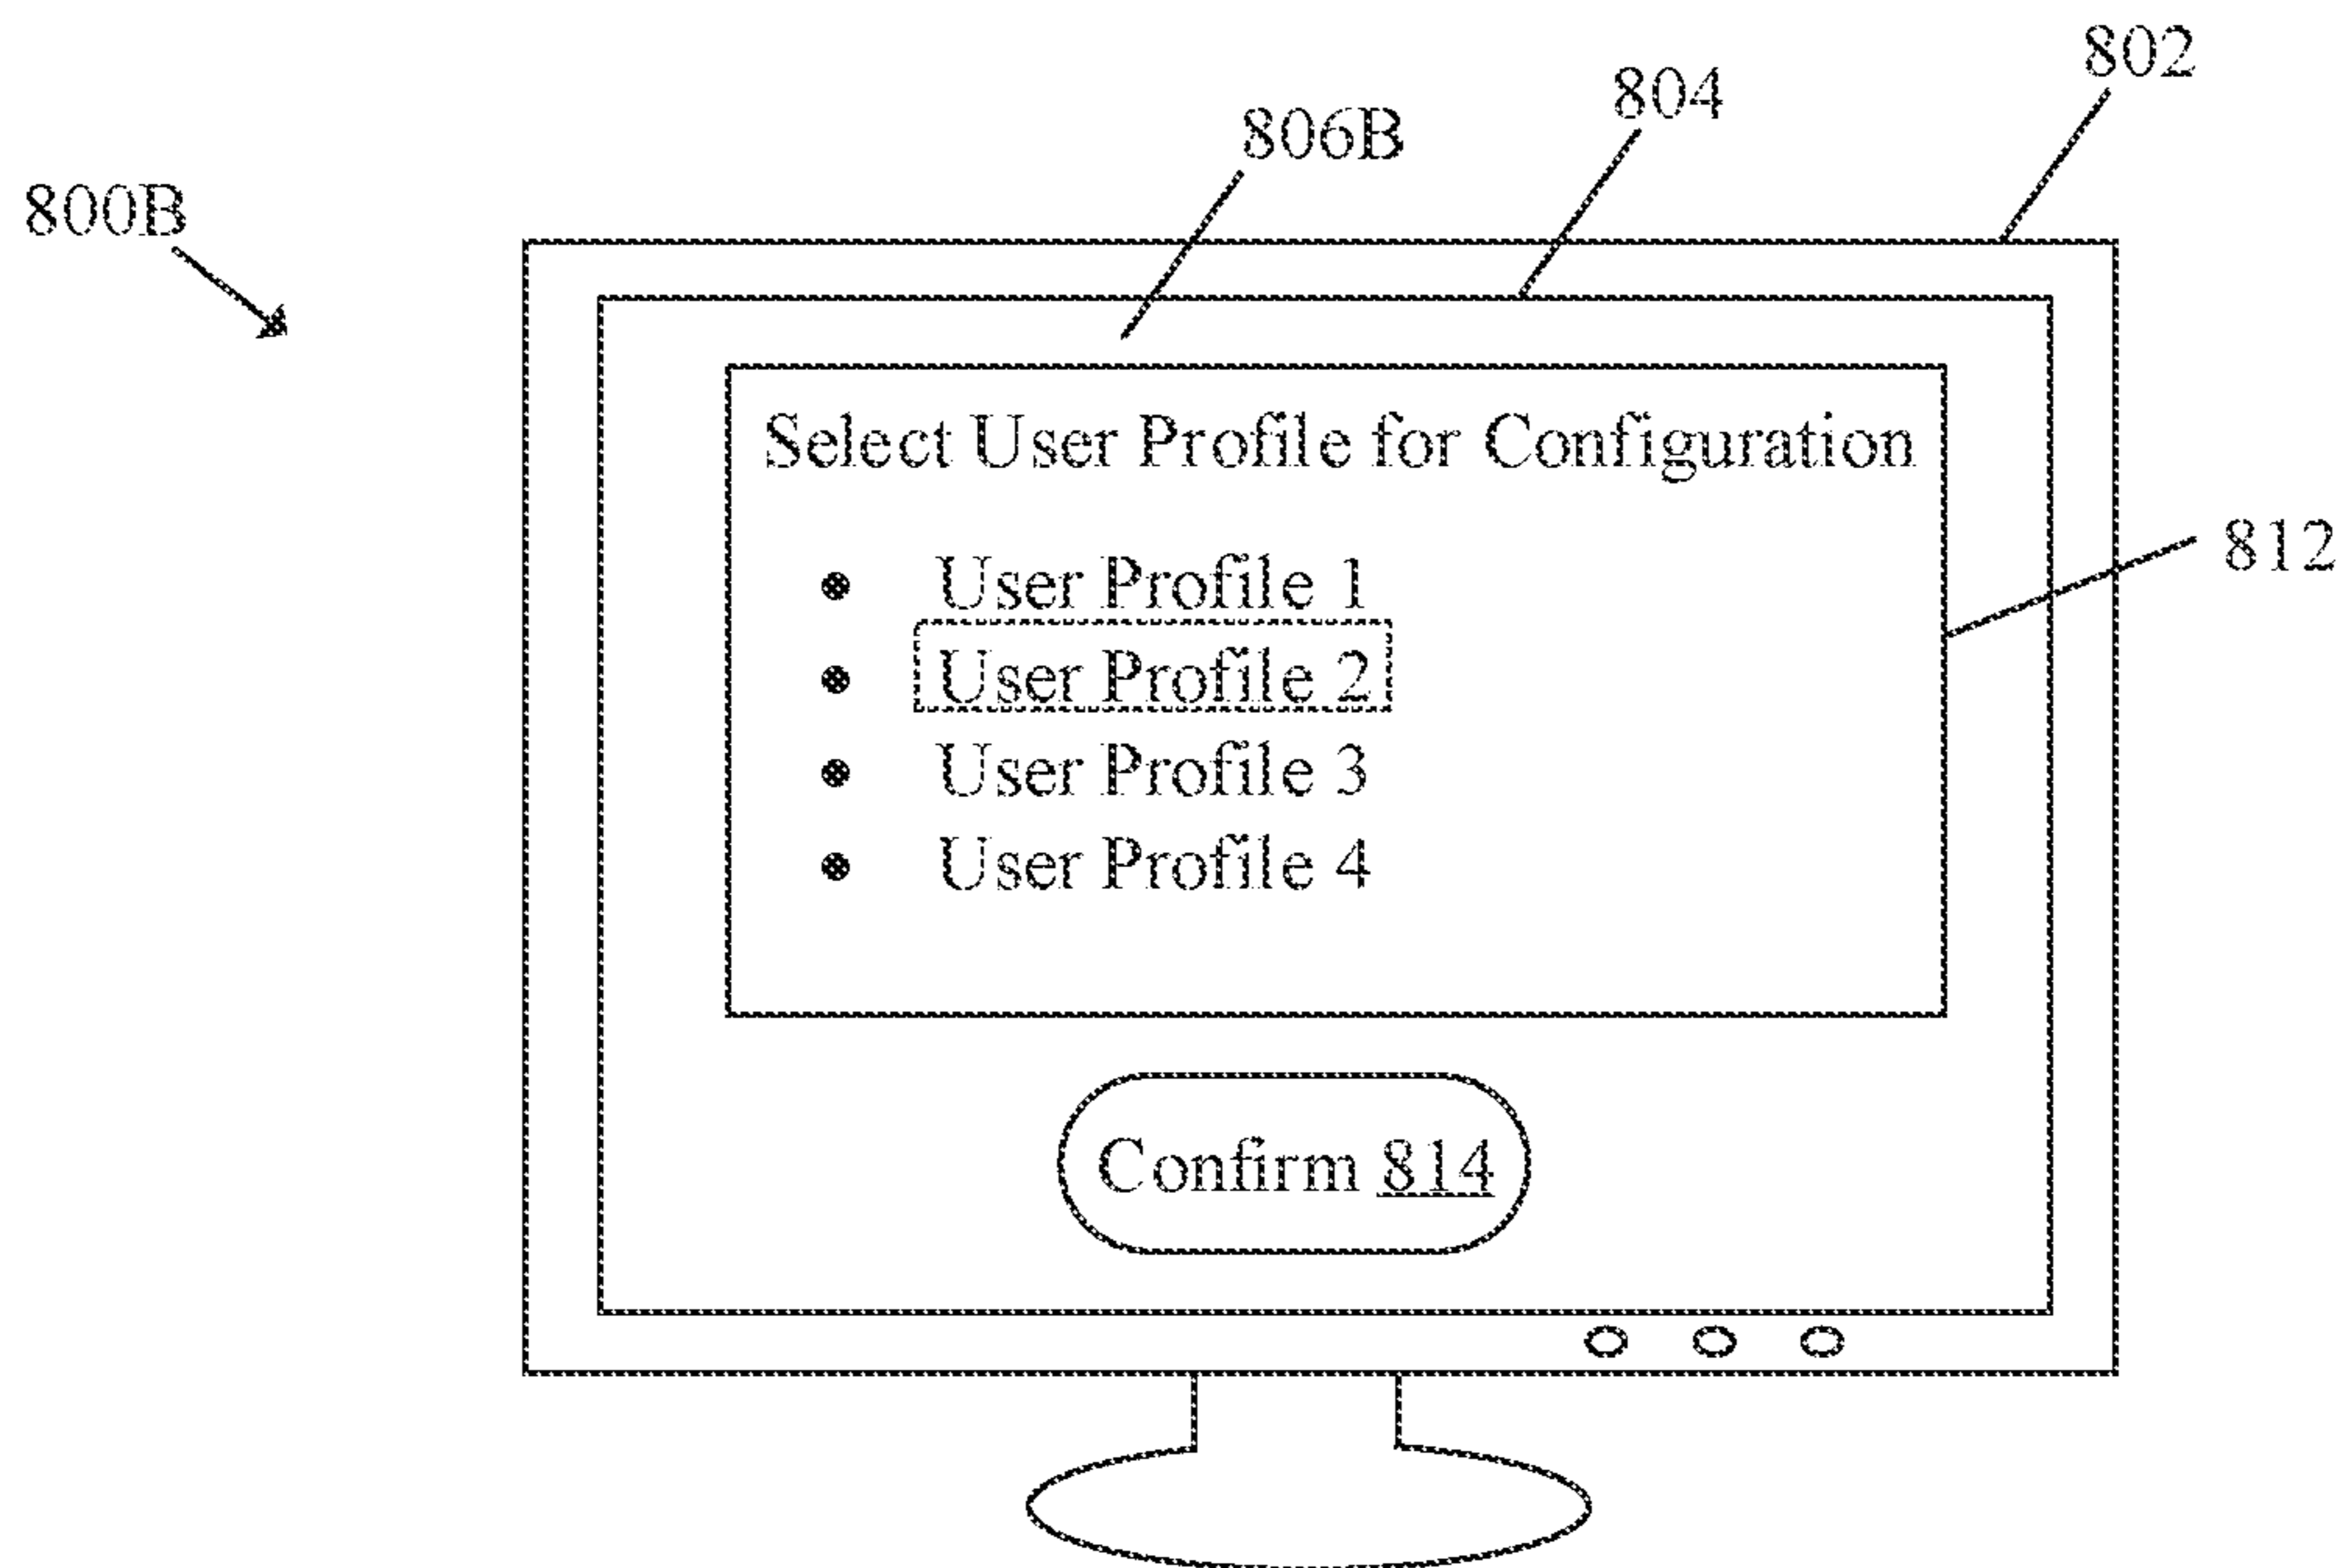 802
804
806B
800B
Select User Profile for Configuration
812
• User Profile 1
• User Profile 2
• User Profile 3
• User Profile 4
Confirm 814